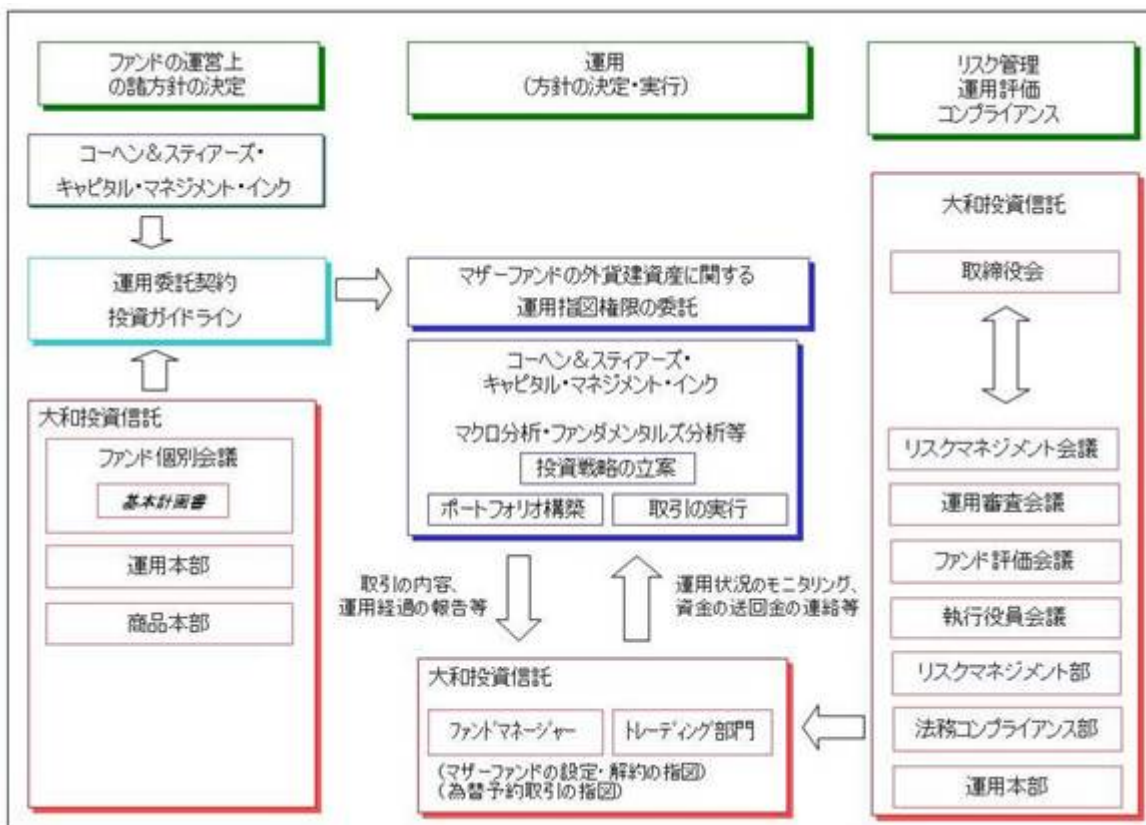 ファンドの運営上
の諸方針の決定
運用
(方針の決定・実行)
リスク管理
運用評価
コンプライアンス
コーヘン&スティアーズ・
キャピタル・マネジメント・インク
運用委託契約
投資ガイドライン
マザーファンドの外貨建資産に関する
運用指図権限の委託
コーヘン&スティアーズ・
キャピタル・マネジメント・インク
マクロ分析・ファンダメンタルズ分析等
投資戦略の立案
ポートフォリオ構築
取引の実行
大和投資信託
ファンド個別会議
基本計画書
運用本部
商品本部
取引の内容、
運用経過の報告等
運用状況のモニタリング、
資金の送回金の連絡等
大和投資信託
ファンドマネージャー
トレーディング部門
(マザーファンドの設定・解約の指図)
(為替予約取引の指図)
大和投資信託
取締役会
リスクマネジメント会議
運用審査会議
ファンド評価会議
執行役員会議
リスクマネジメント部
法務コンプライアンス部
運用本部